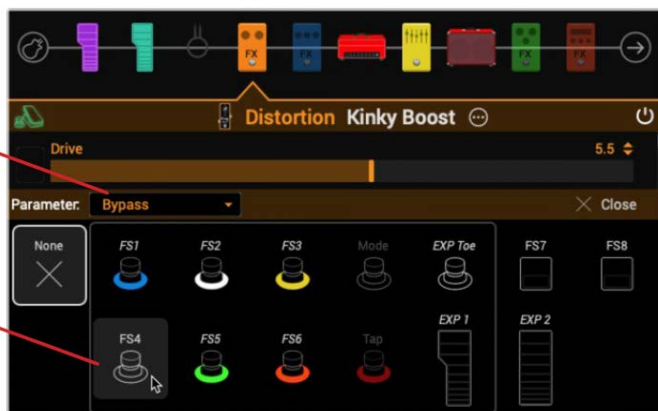 FX
FX
FX
FX
Distortion Kinky Boost
Drive
5.5
Parameter: Bypass
Close
None
FS1 FS2 FS3 Mode EXP Toe FS7 FS8
FS4 FS5 FS6 Tap EXP 1 EXP 2